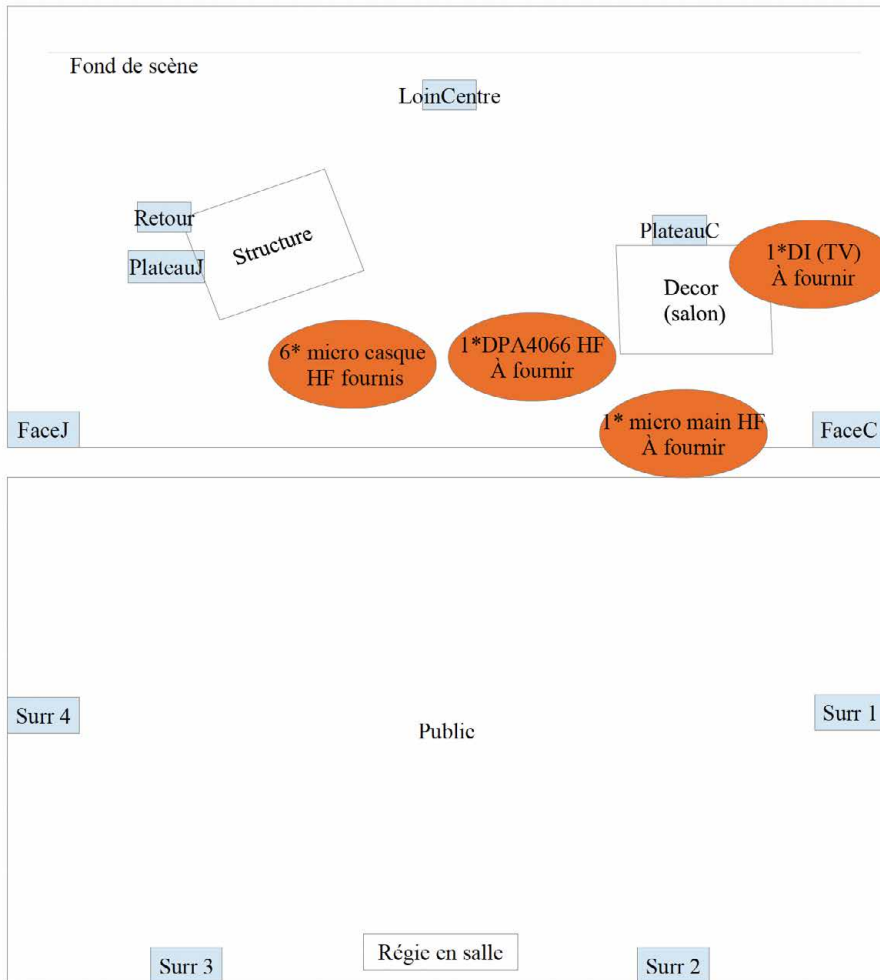 Fond de scène
LoinCentre
Retour
PlateauJ
Structure
PlateauC
1*DI (TV)
À fournir
Decor
(salon)
6* micro casque
HF fournis
1*DPA4066 HF
À fournir
1* micro main HF
À fournir
FaceJ
FaceC
Surr 4
Public
Surr 1
Surr 3
Régie en salle
Surr 2